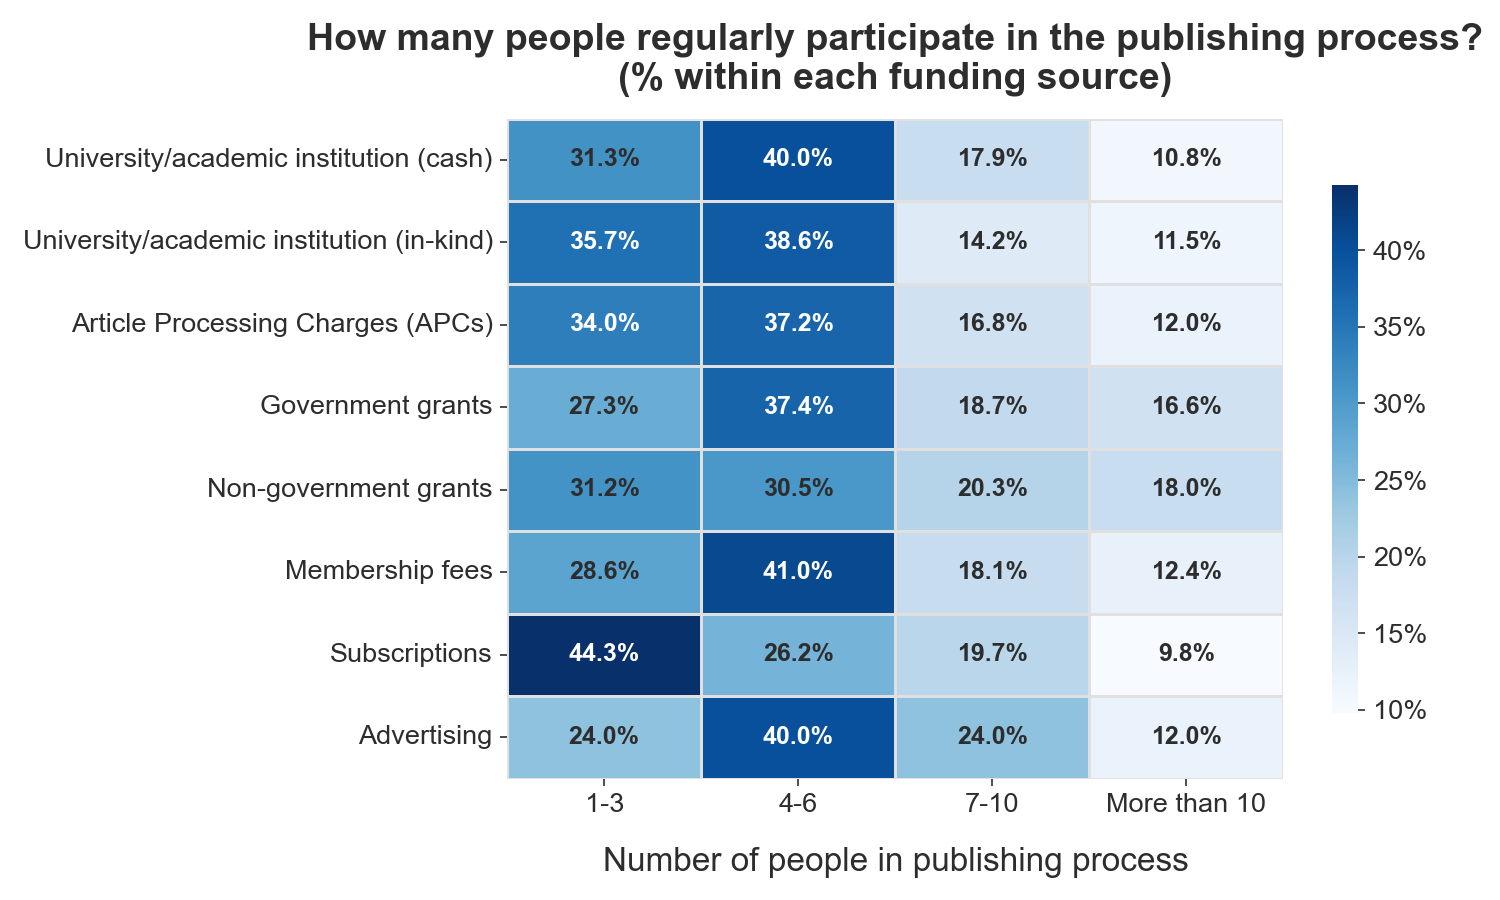 How many people regularly participate in the publishing process?
(% within each funding source)
University/academic institution (cash) 31.3% 40.0% 17.9% 10.8%
University/academic institution (in-kind) 35.7% 38.6% 14.2% 11.5%
Article Processing Charges (APCs) 34.0% 37.2% 16.8% 12.0%
Government grants 27.3% 37.4% 18.7% 16.6%
Non-government grants 31.2% 30.5% 20.3% 18.0%
Membership fees 28.6% 41.0% 18.1% 12.4%
Subscriptions 44.3% 26.2% 19.7% 9.8%
Advertising 24.0% 40.0% 24.0% 12.0%
1-3 4-6 7-10 More than 10
Number of people in publishing process
40%
35%
30%
25%
20%
15%
10%